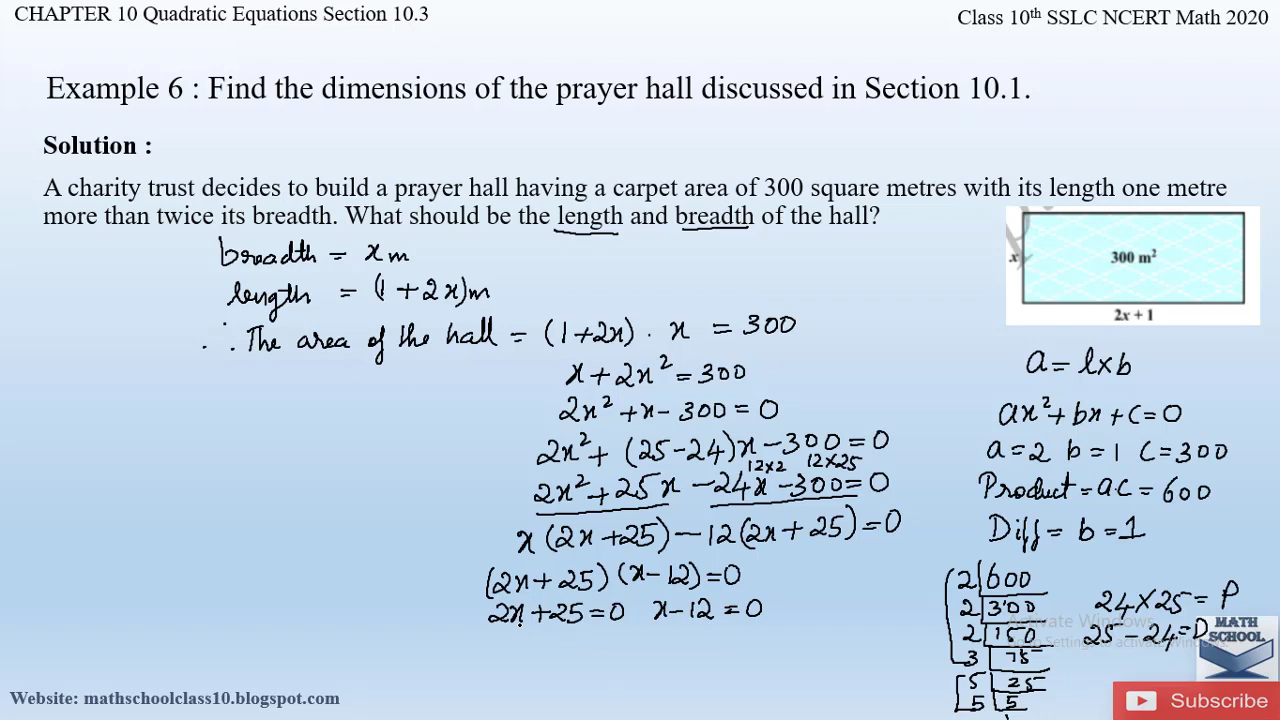 CHAPTER 10 Quadratic Equations Section 10.3
Class 10th SSLC NCERT Math 2020
Example 6 : Find the dimensions of the prayer hall discussed in Section 10.1.
Solution :
A charity trust decides to build a prayer hall having a carpet area of 300 square metres with its length one metre
more than twice its breadth. What should be the length and breadth of the hall?
breadth = x m
length = (1 + 2x)m
∴ The area of the hall = (1+2x) . x = 300
x + 2x² = 300
2x² + x - 300 = 0
2x² + (25-24)x - 300 = 0
12×2 12×25
2x² + 25x - 24x - 300 = 0
x(2x+25) - 12(2x+25) = 0
(2x+25)(x-12) = 0
2x+25 = 0 x-12 = 0
x
300 m²
2x + 1
a = l×b
ax² + bx + c = 0
a = 2 b = 1 c = 300
Product = a.c = 600
Diff = b = 1
2 600
2 300
2 150
3 75
5 25
5 5
24×25 = P
25-24 = D
Activate Windows
MATH
SCHOOL
Website: mathschoolclass10.blogspot.com
Subscribe